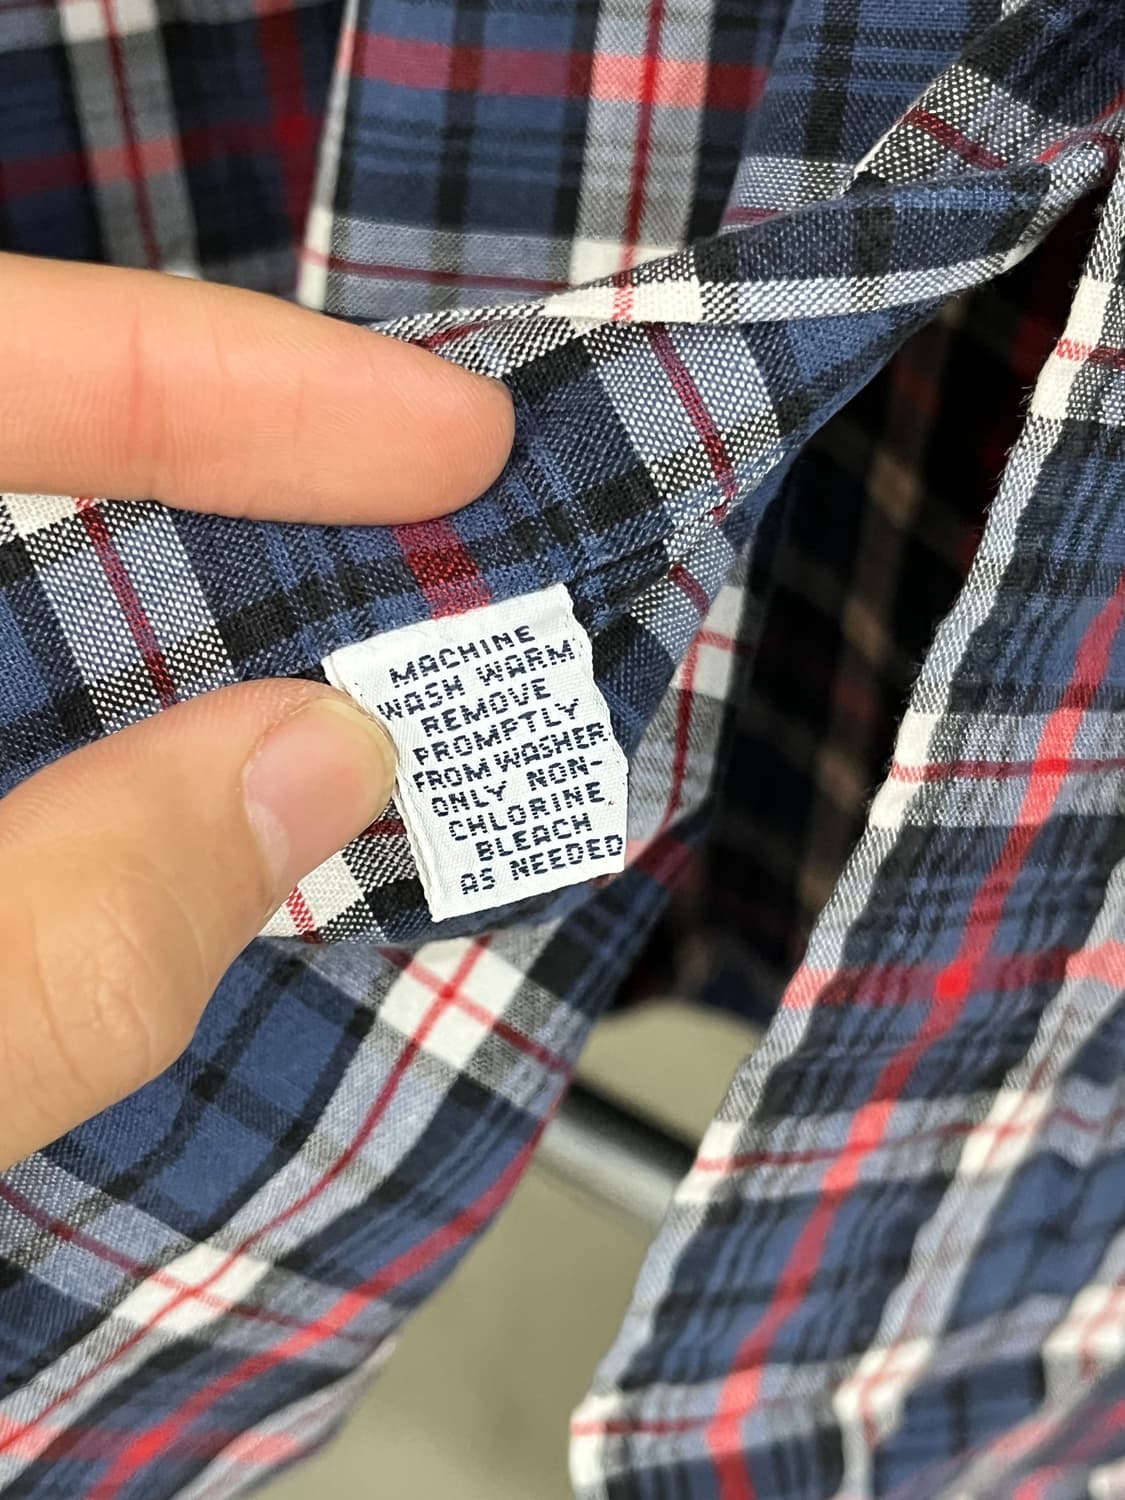 MACHINE
WASH WARM
REMOVE
PROMPTLY
FROM WASHER.
ONLY NON-
CHLORINE
BLEACH
AS NEEDED